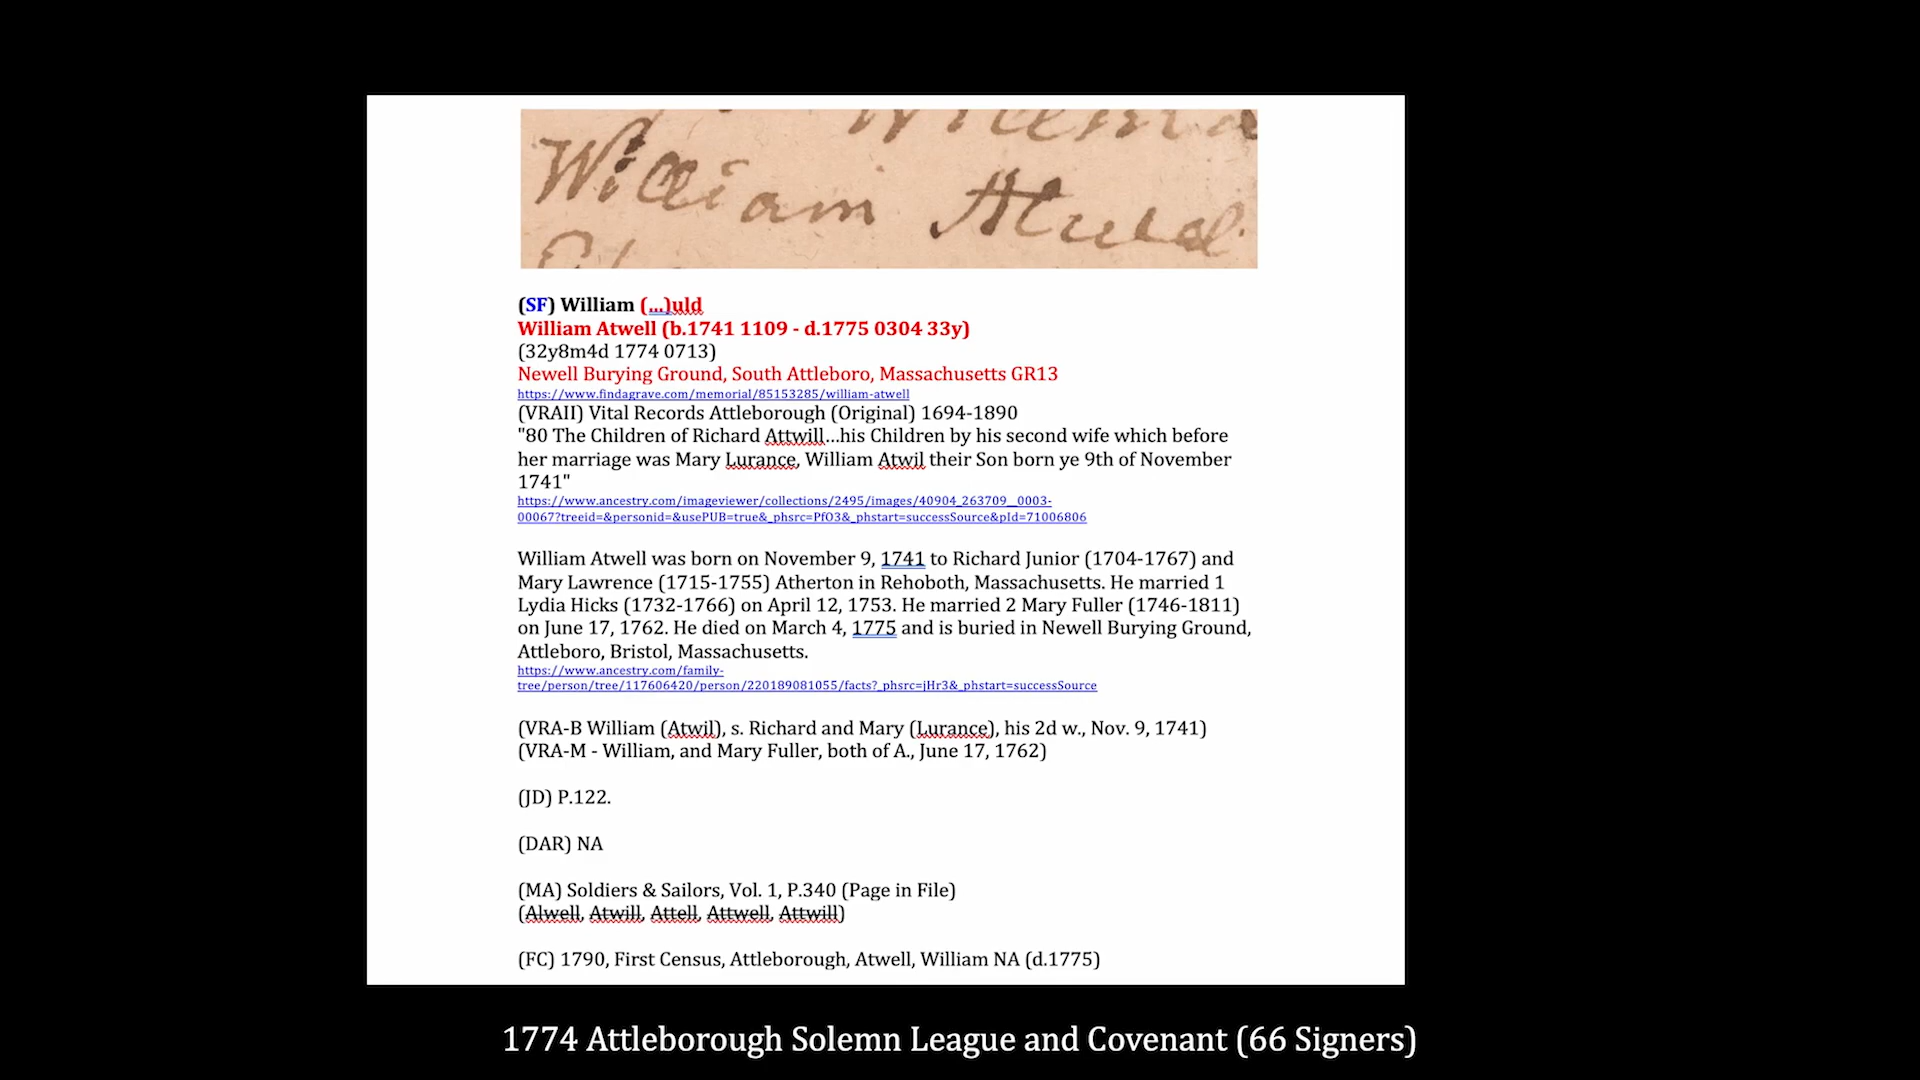 William Atuel
(SF) William (...)uld
William Atwell (b.1741 1109 - d.1775 0304 33y)
(32y8m4d 1774 0713)
Newell Burying Ground, South Attleboro, Massachusetts GR13
https://www.findagrave.com/memorial/85153285/william-atwell
(VRAII) Vital Records Attleborough (Original) 1694-1890
"80 The Children of Richard Attwill...his Children by his second wife which before
her marriage was Mary Lurance, William Atwil their Son born ye 9th of November
1741"
https://www.ancestry.com/imageviewer/collections/2495/images/40904_263709__0003-
00067?treeid=&personid=&usePUB=true&_phsrc=PfO3&_phstart=successSource&pId=71006806
William Atwell was born on November 9, 1741 to Richard Junior (1704-1767) and
Mary Lawrence (1715-1755) Atherton in Rehoboth, Massachusetts. He married 1
Lydia Hicks (1732-1766) on April 12, 1753. He married 2 Mary Fuller (1746-1811)
on June 17, 1762. He died on March 4, 1775 and is buried in Newell Burying Ground,
Attleboro, Bristol, Massachusetts.
https://www.ancestry.com/family-
tree/person/tree/117606420/person/220189081055/facts?_phsrc=jHr3&_phstart=successSource
(VRA-B William (Atwil), s. Richard and Mary (Lurance), his 2d w., Nov. 9, 1741)
(VRA-M - William, and Mary Fuller, both of A., June 17, 1762)
(JD) P.122.
(DAR) NA
(MA) Soldiers & Sailors, Vol. 1, P.340 (Page in File)
(Alwell, Atwill, Attell, Attwell, Attwill)
(FC) 1790, First Census, Attleborough, Atwell, William NA (d.1775)
1774 Attleborough Solemn League and Covenant (66 Signers)